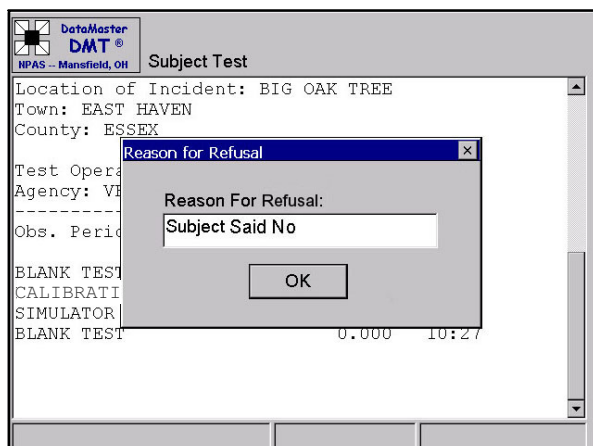 DataMaster
DMT ®
NPAS -- Mansfield, OH
Subject Test
Location of Incident: BIG OAK TREE
Town: EAST HAVEN
County: ESSEX
Reason for Refusal
Test Opera
Agency: VE
Reason For Refusal:
Subject Said No
Obs. Perio
OK
BLANK TEST
CALIBRATI
SIMULATOR
BLANK TEST 0.000 10:27